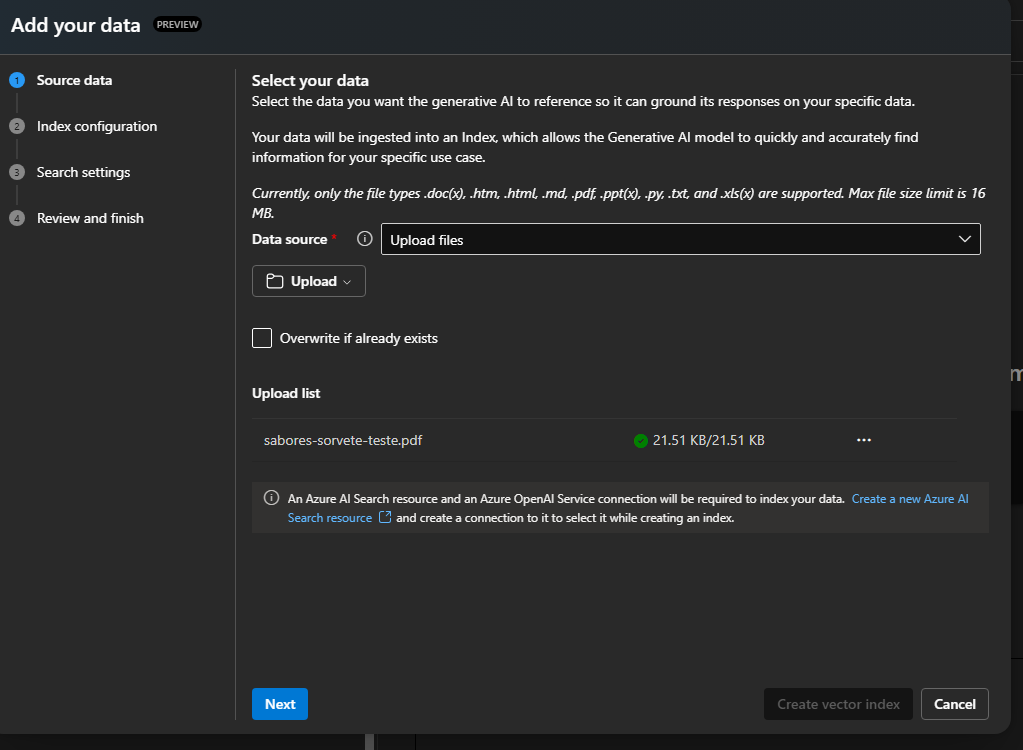 Add your data PREVIEW
1 Source data
2 Index configuration
3 Search settings
4 Review and finish
Select your data
Select the data you want the generative AI to reference so it can ground its responses on your specific data.
Your data will be ingested into an Index, which allows the Generative AI model to quickly and accurately find
information for your specific use case.
Currently, only the file types .doc(x), .htm, .html, .md, .pdf, .ppt(x), .py, .txt, and .xls(x) are supported. Max file size limit is 16
MB.
Data source * Upload files
Upload
Overwrite if already exists
Upload list
sabores-sorvete-teste.pdf 21.51 KB/21.51 KB ...
An Azure AI Search resource and an Azure OpenAI Service connection will be required to index your data. Create a new Azure AI
Search resource and create a connection to it to select it while creating an index.
Next Create vector index Cancel